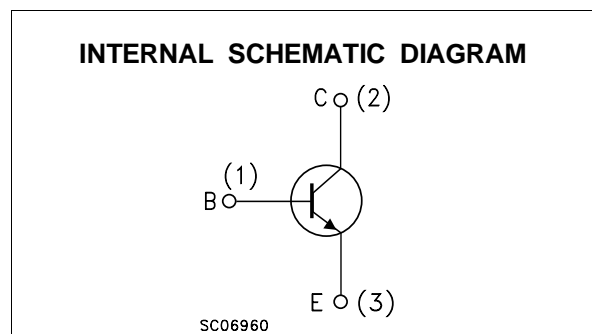 INTERNAL SCHEMATIC DIAGRAM
C (2)
(1)
B
E (3)
SC06960